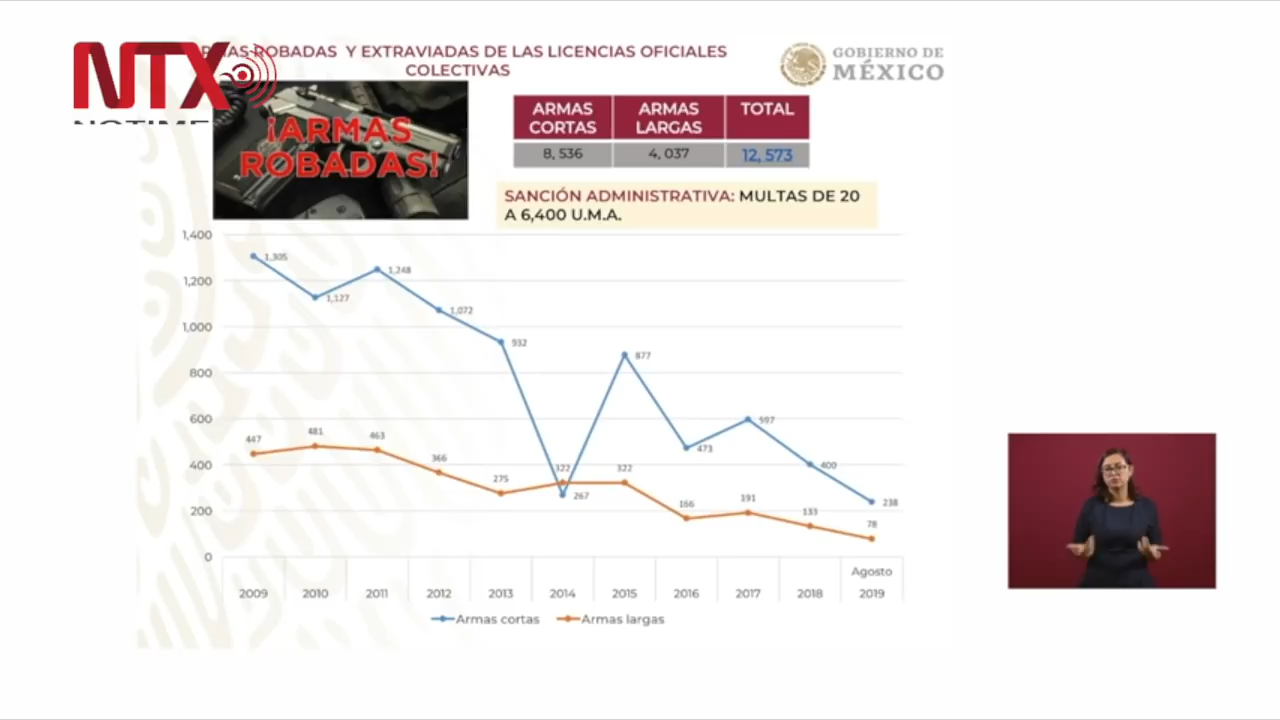 NTX
RMAS ROBADAS Y EXTRAVIADAS DE LAS LICENCIAS OFICIALES
COLECTIVAS
GOBIERNO DE
MÉXICO
¡ARMAS
ROBADAS!
ARMAS CORTAS ARMAS LARGAS TOTAL
8, 536 4, 037 12, 573
SANCIÓN ADMINISTRATIVA: MULTAS DE 20
A 6,400 U.M.A.
1,400
1,200
1,000
800
600
400
200
0
1,305
1,127
1,248
1,072
932
267
877
473
597
400
238
447
481
463
366
275
322
322
166
191
133
78
Agosto
2009 2010 2011 2012 2013 2014 2015 2016 2017 2018 2019
Armas cortas Armas largas